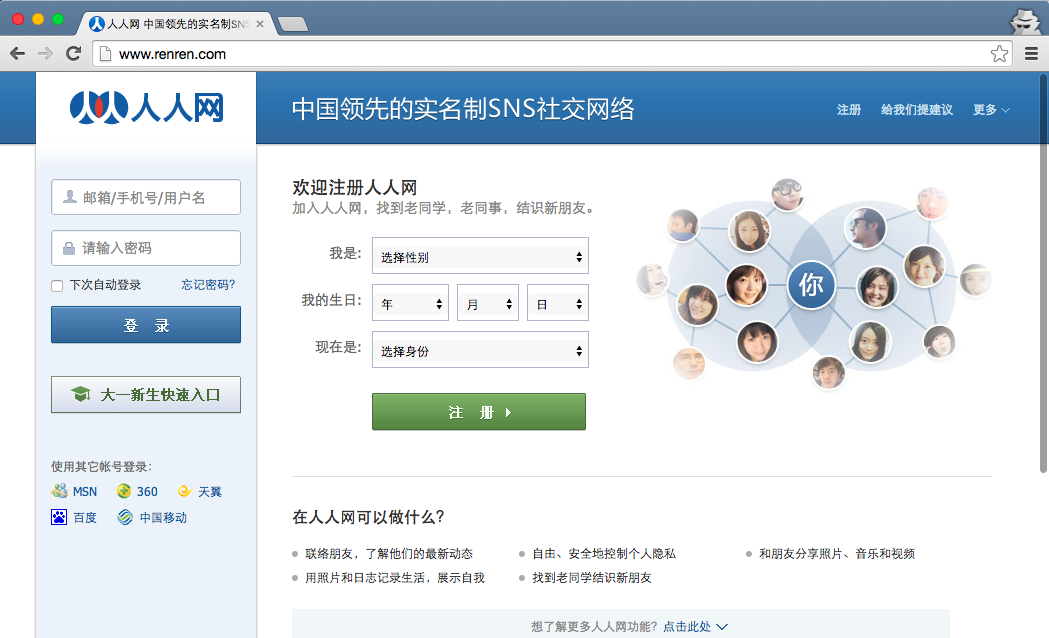 人人网 中国领先的实名制SNS
www.renren.com
人人网
中国领先的实名制SNS社交网络
注册 给我们提建议 更多
邮箱/手机号/用户名
请输入密码
下次自动登录 忘记密码?
登 录
大一新生快速入口
使用其它帐号登录:
MSN 360 天翼
百度 中国移动
欢迎注册人人网
加入人人网，找到老同学，老同事，结识新朋友。
我是: 选择性别
我的生日: 年 月 日
现在是: 选择身份
注 册
你
在人人网可以做什么?
联络朋友，了解他们的最新动态 自由、安全地控制个人隐私 和朋友分享照片、音乐和视频
用照片和日志记录生活，展示自我 找到老同学结识新朋友
想了解更多人人网功能? 点击此处